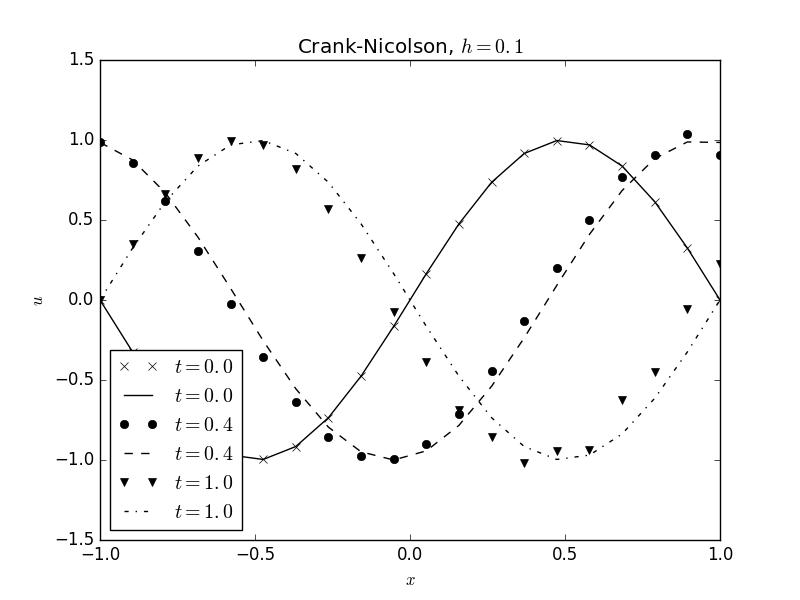 Crank-Nicolson, h = 0.1
1.5
1.0
0.5
0.0
−0.5
−1.0
−1.5
u
t = 0.0
t = 0.0
t = 0.4
t = 0.4
t = 1.0
t = 1.0
−1.0 −0.5 0.0 0.5 1.0
x